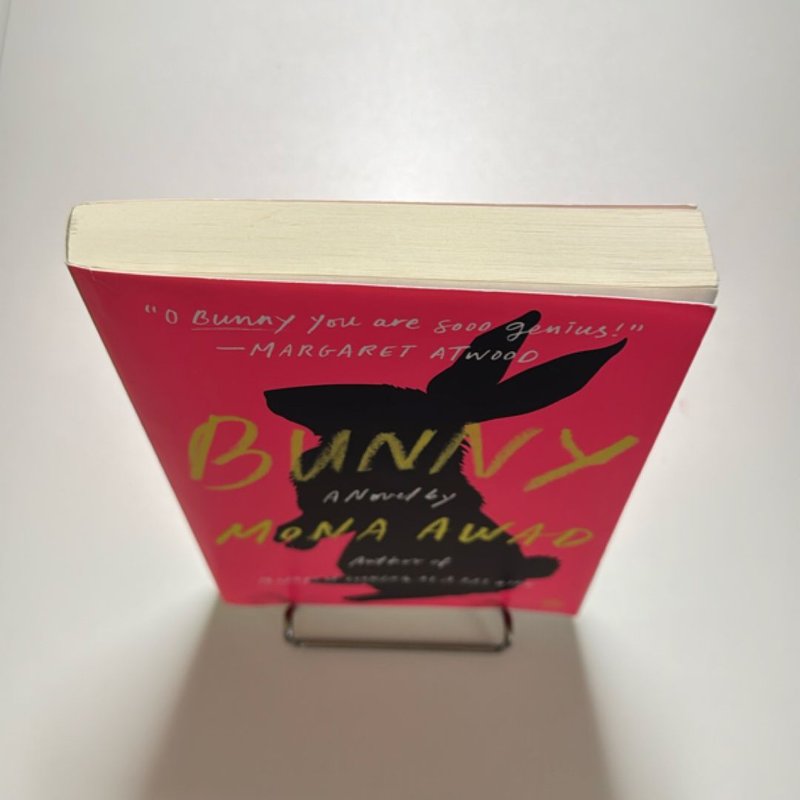 "O Bunny you are sooo genius!"
—MARGARET ATWOOD
BUNNY
A Novel by
MONA AWAD
Author of